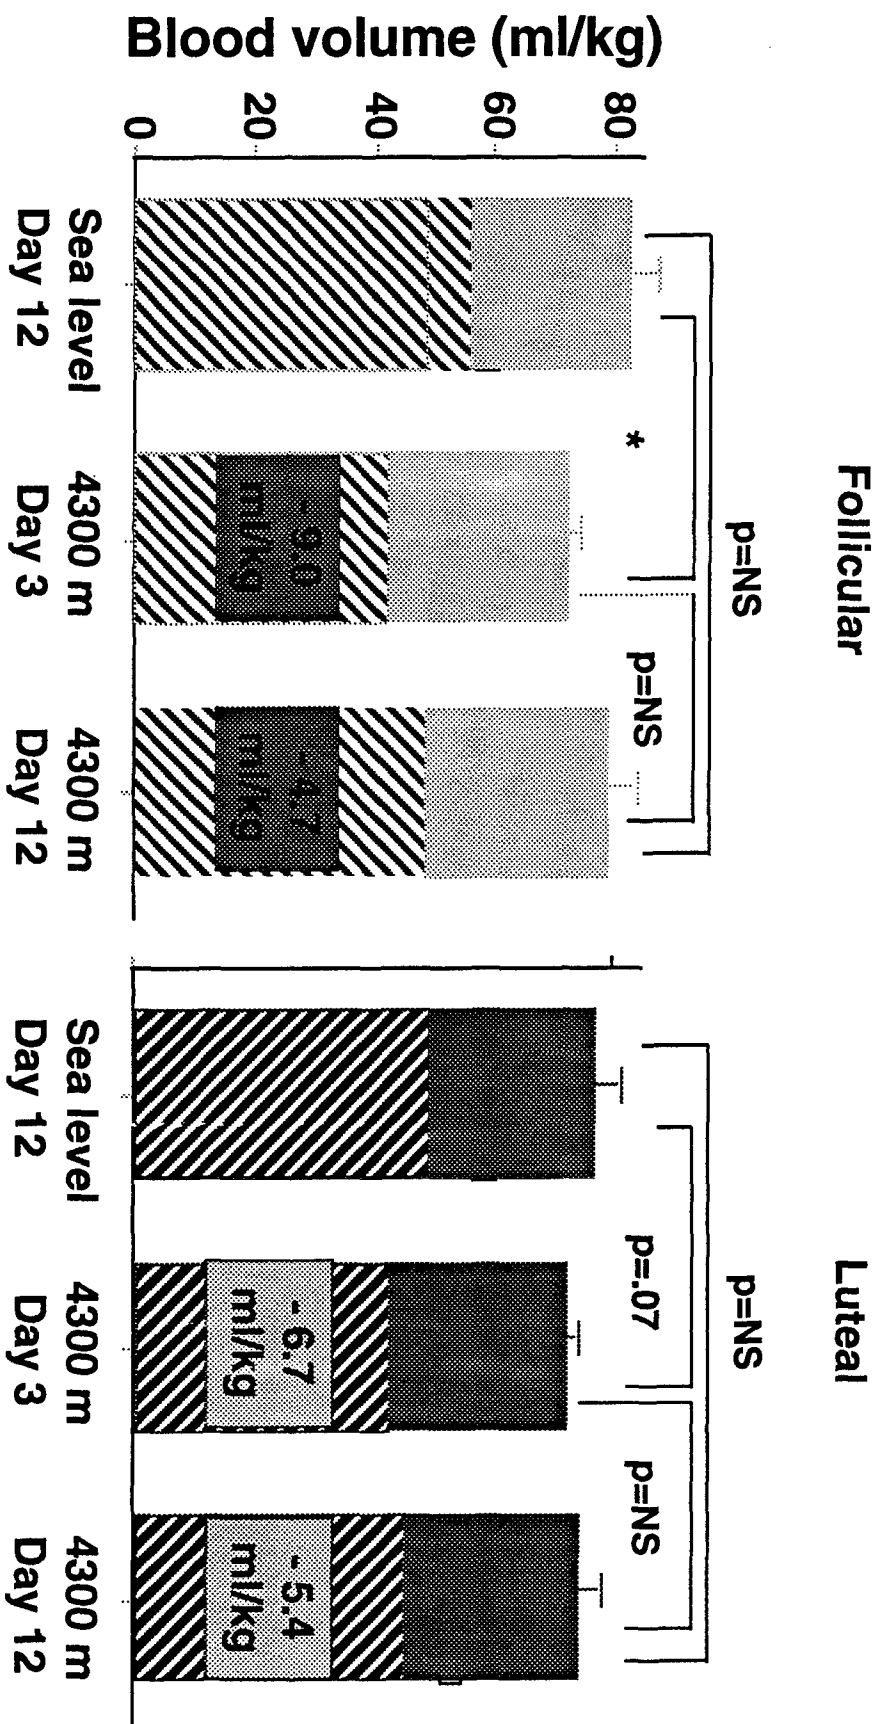 Follicular
Luteal
Blood volume (ml/kg)
80
60
40
20
0
p=NS
*
p=NS
- 9.0
ml/kg
- 4.7
ml/kg
Sea level
Day 12
4300 m
Day 3
4300 m
Day 12
p=NS
p=.07
p=NS
- 6.7
ml/kg
- 5.4
ml/kg
Sea level
Day 12
4300 m
Day 3
4300 m
Day 12